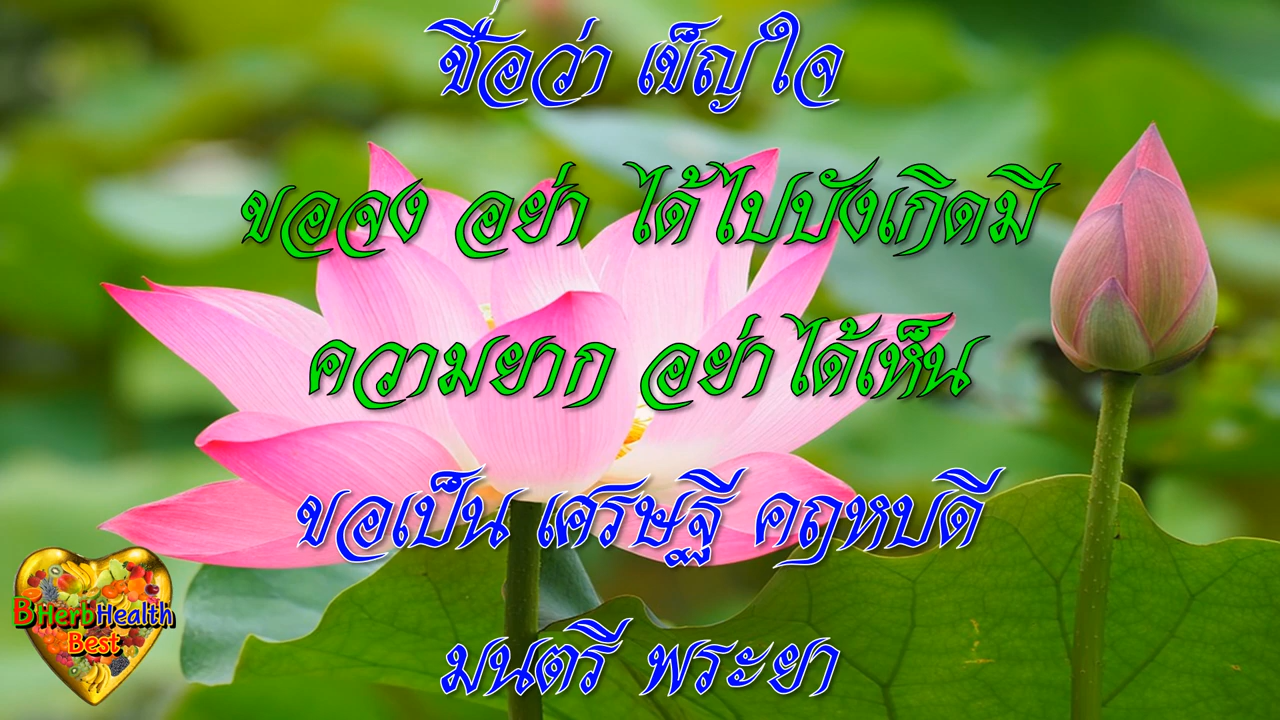 ชื่อว่า เข็ญใจ
ขอจง อย่า ได้ไปบังเกิดมี
ความยาก อย่าได้เห็น
ขอเป็น เศรษฐี คฤหบดี
มนตรี พระยา
B HerbHealth
Best